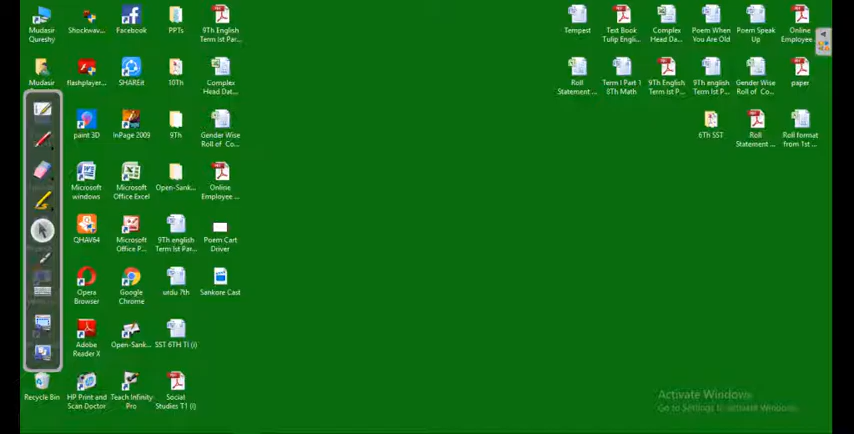 Mudasir
Qureshy
Shockwav...
Facebook
PPTs
9Th English
Term Ist Par...
Tempest
Text Book
Tulip Engli...
Complex
Head Da...
Poem When
You Are Old
Poem Speak
Up
Online
Employee
Mudasir
flashplayer...
SHAREit
10Th
Complex
Head Dat...
Roll
Statement ...
Term I Part 1
8Th Math
9Th English
Term Ist P...
9Th english
Term Ist P...
Gender Wise
Roll of Co...
paper
paint 3D
InPage 2009
9Th
Gender Wise
Roll of Co...
6Th SST
Roll
Statement ...
Roll format
from 1st ...
Microsoft
windows
Microsoft
Office Excel
Open-Sank...
Online
Employee ...
QHAV64
Microsoft
Office P...
9Th english
Term Ist Par...
Poem Cart
Driver
Opera
Browser
Google
Chrome
urdu 7th
Sankore Cast
Adobe
Reader X
Open-Sank...
SST 6TH TI (i)
Recycle Bin
HP Print and
Scan Doctor
Teach Infinity
Pro
Social
Studies T1 (i)
Activate Windows
Go to Settings to activate Windows.